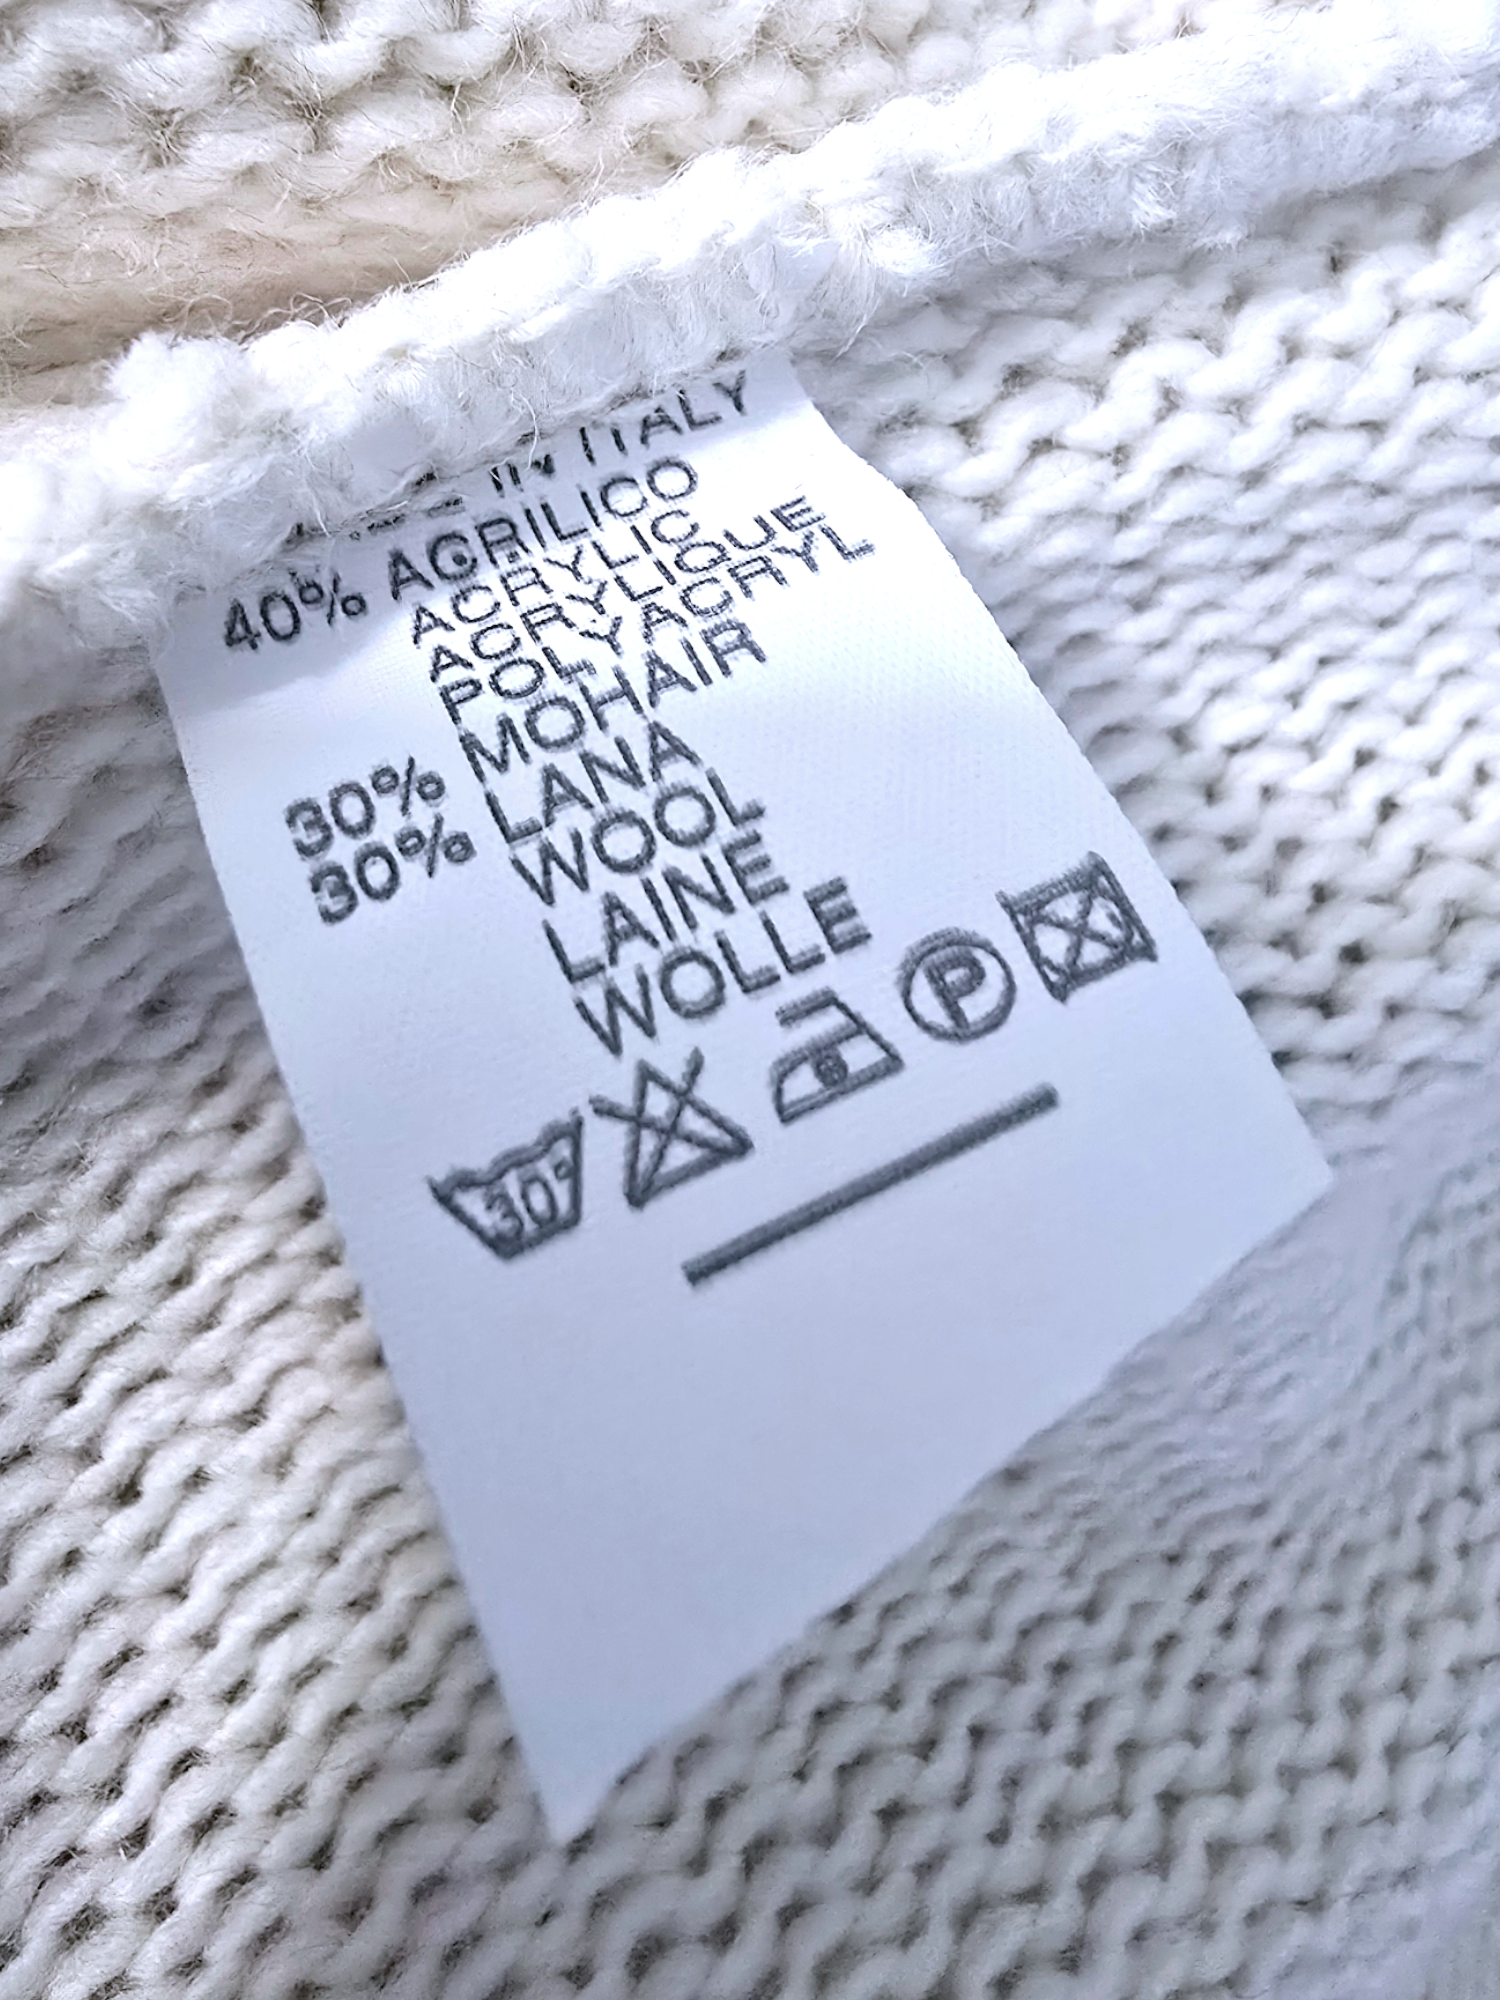 IN ITALY
40% ACRILICO
ACRYLIC
ACRYLIQUE
POLYACRYL
30% MOHAIR
30% LANA
WOOL
LAINE
WOLLE
30° P